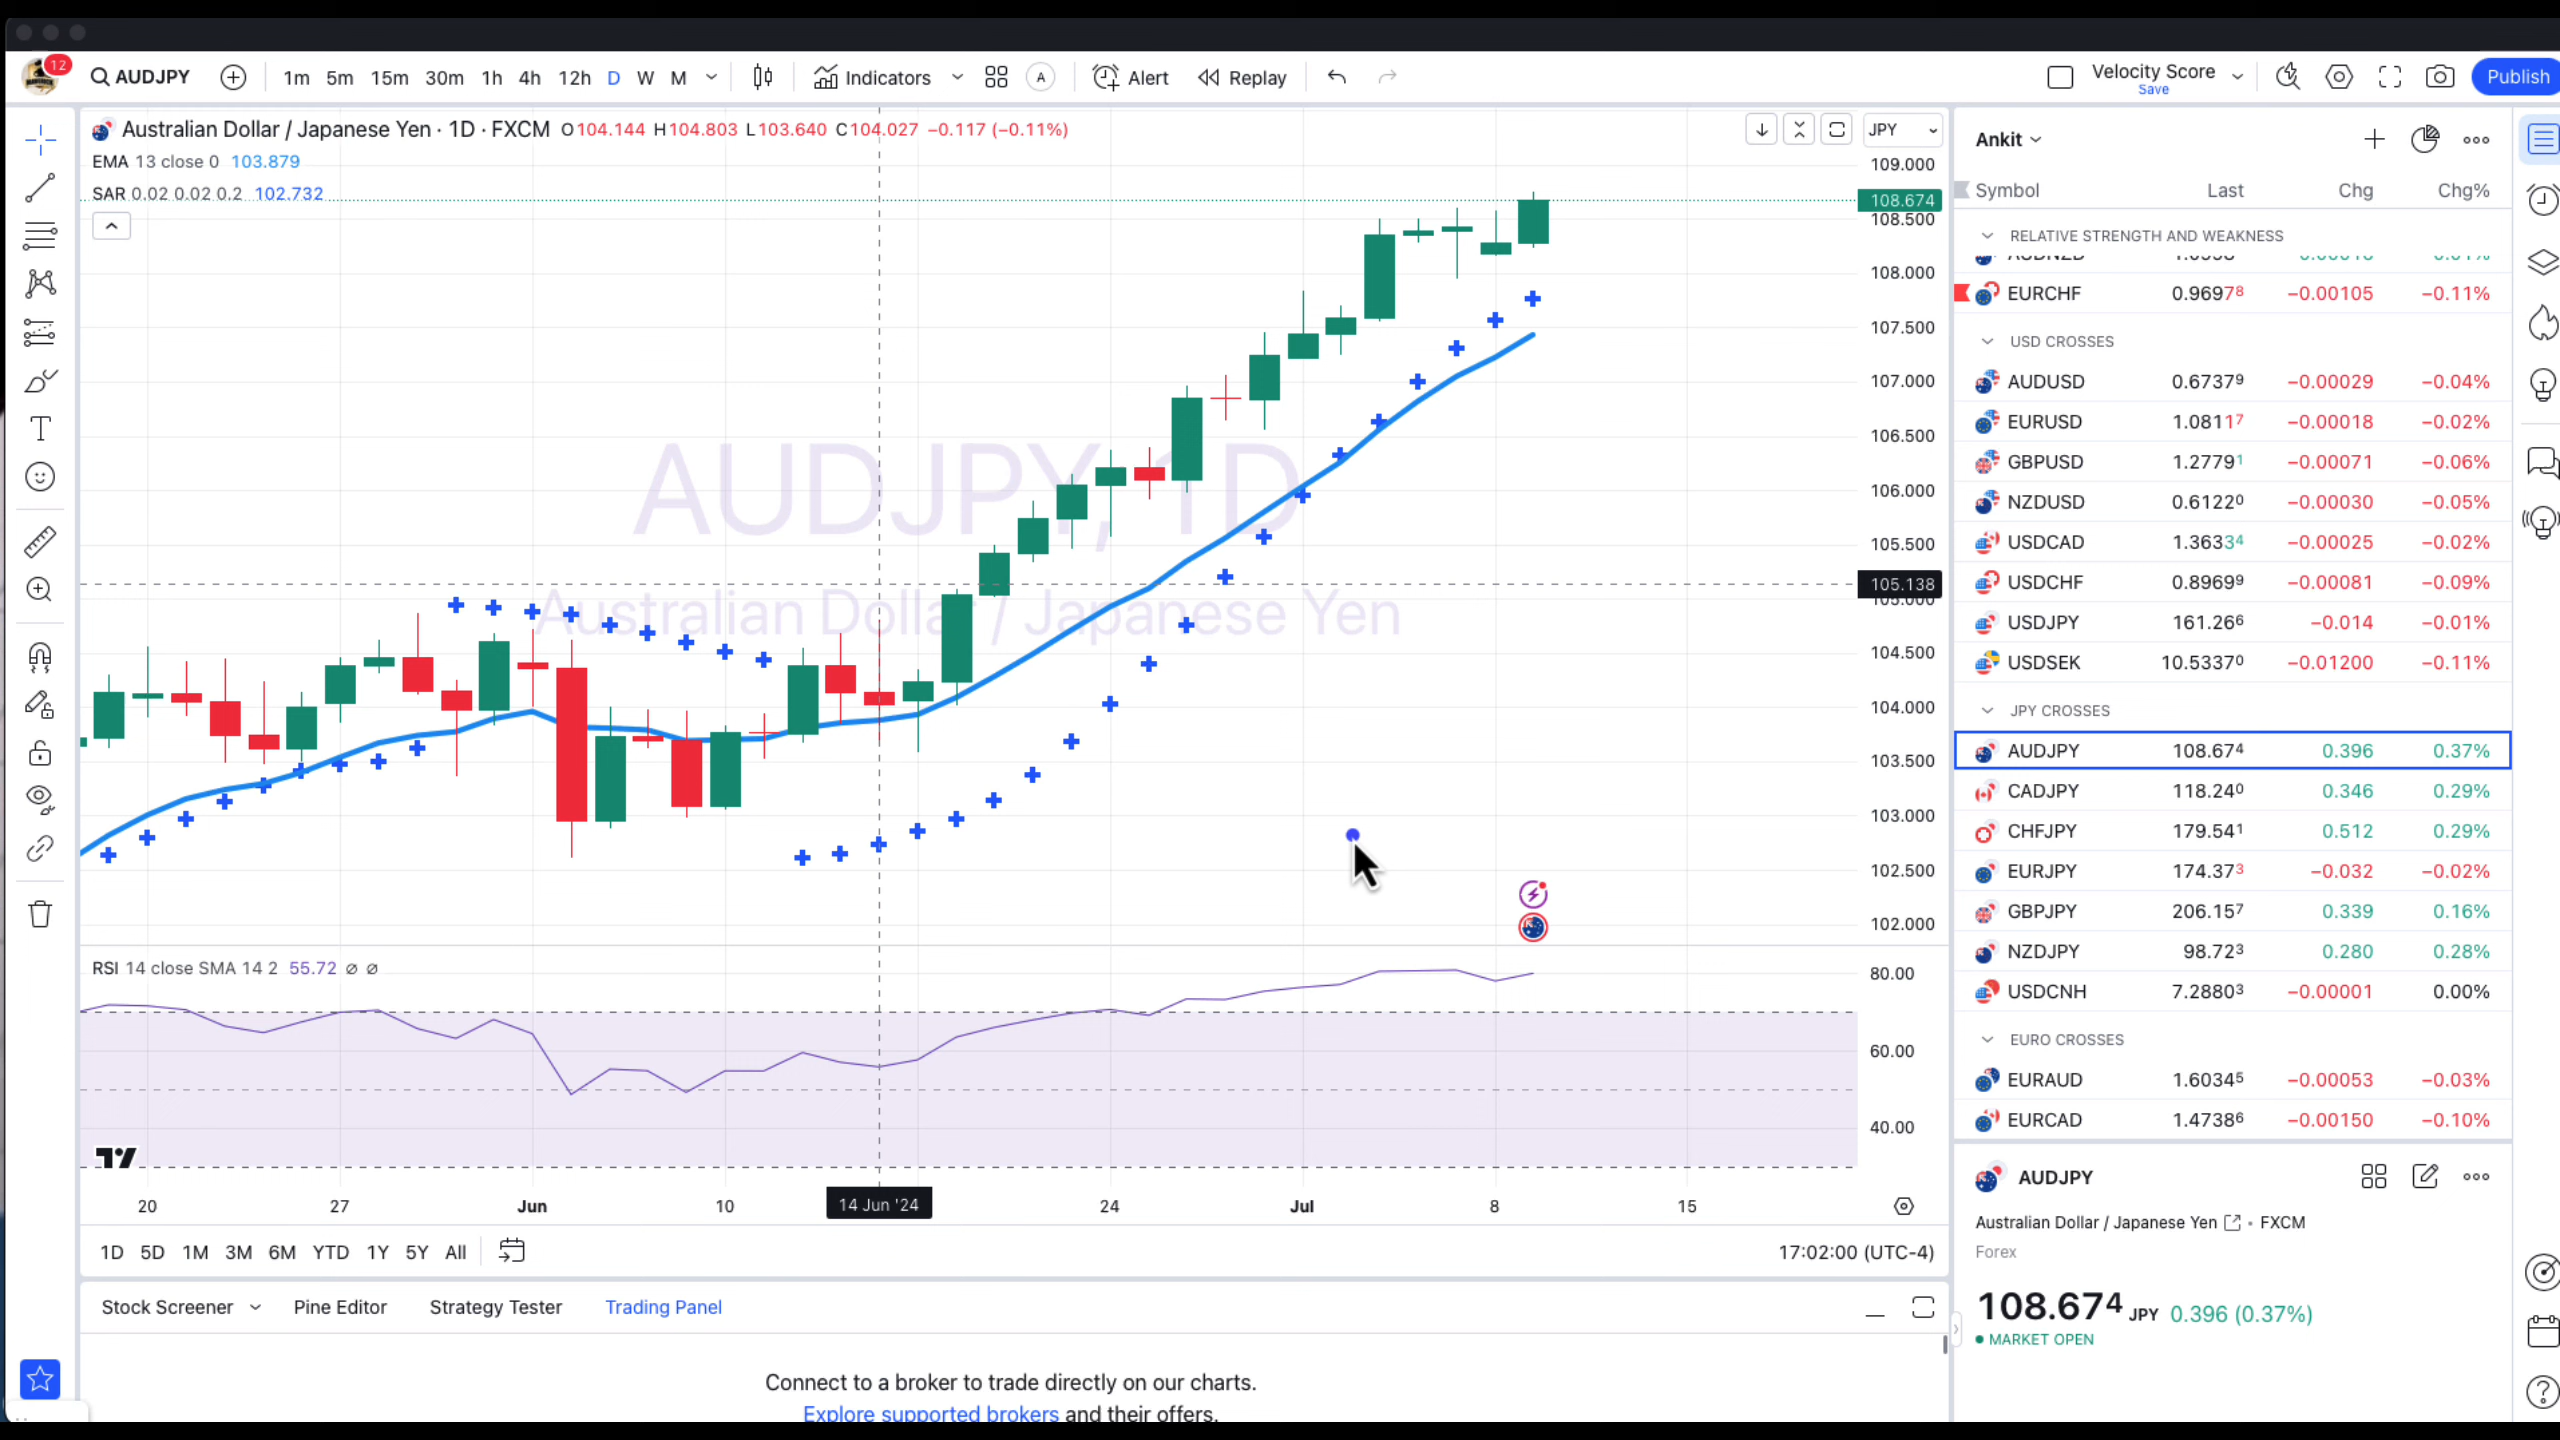 12
AUDJPY 1m 5m 15m 30m 1h 4h 12h D W M Indicators A Alert Replay Velocity Score Save Publish
Australian Dollar / Japanese Yen · 1D · FXCM O104.144 H104.803 L103.640 C104.027 −0.117 (−0.11%) JPY
EMA 13 close 0 103.879
SAR 0.02 0.02 0.2 102.732
AUDJPY, 1D
Australian Dollar / Japanese Yen
109.000
108.674
108.500
108.000
107.500
107.000
106.500
106.000
105.500
105.138
105.000
104.500
104.000
103.500
103.000
102.500
102.000
RSI 14 close SMA 14 2 55.72 ∅ ∅
80.00
60.00
40.00
20 27 Jun 10 14 Jun '24 24 Jul 8 15
1D 5D 1M 3M 6M YTD 1Y 5Y All 17:02:00 (UTC-4)
Stock Screener Pine Editor Strategy Tester Trading Panel
Connect to a broker to trade directly on our charts.
Explore supported brokers and their offers.
Ankit
Symbol Last Chg Chg%
RELATIVE STRENGTH AND WEAKNESS
EURCHF 0.96978 −0.00105 −0.11%
USD CROSSES
AUDUSD 0.67379 −0.00029 −0.04%
EURUSD 1.08117 −0.00018 −0.02%
GBPUSD 1.27791 −0.00071 −0.06%
NZDUSD 0.61220 −0.00030 −0.05%
USDCAD 1.36334 −0.00025 −0.02%
USDCHF 0.89699 −0.00081 −0.09%
USDJPY 161.266 −0.014 −0.01%
USDSEK 10.53370 −0.01200 −0.11%
JPY CROSSES
AUDJPY 108.674 0.396 0.37%
CADJPY 118.240 0.346 0.29%
CHFJPY 179.541 0.512 0.29%
EURJPY 174.373 −0.032 −0.02%
GBPJPY 206.157 0.339 0.16%
NZDJPY 98.723 0.280 0.28%
USDCNH 7.28803 −0.00001 0.00%
EURO CROSSES
EURAUD 1.60345 −0.00053 −0.03%
EURCAD 1.47386 −0.00150 −0.10%
AUDJPY
Australian Dollar / Japanese Yen • FXCM
Forex
108.674 JPY 0.396 (0.37%)
MARKET OPEN